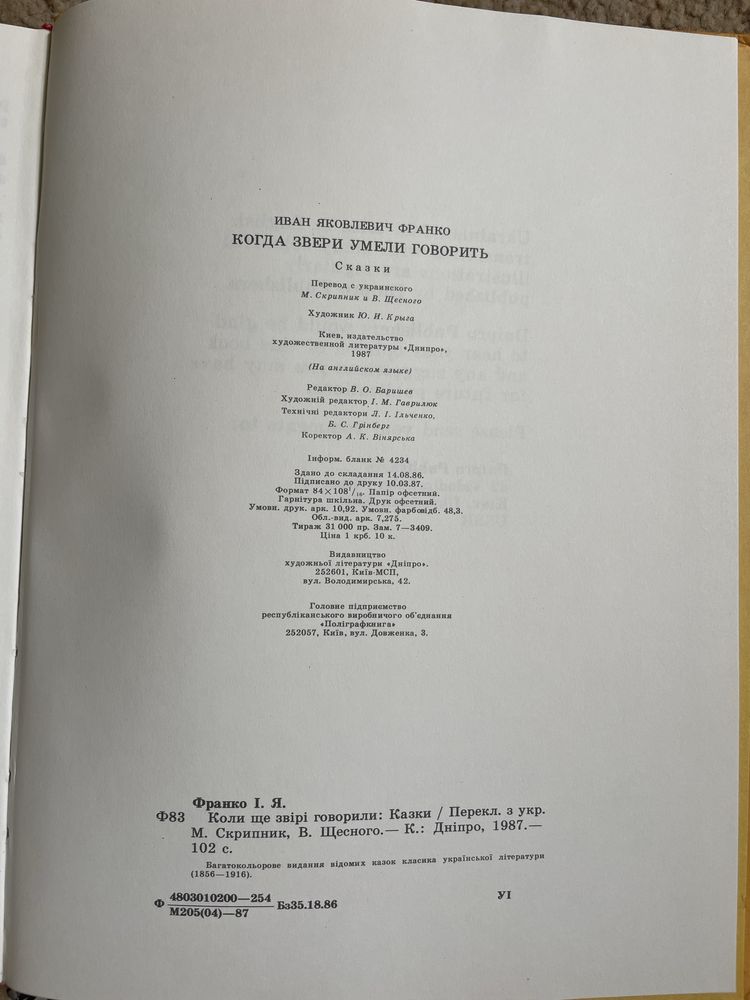 ИВАН ЯКОВЛЕВИЧ ФРАНКО
КОГДА ЗВЕРИ УМЕЛИ ГОВОРИТЬ
Сказки
Перевод с украинского
М. Скрипник и В. Щесного
Художник Ю. И. Крыга
Киев, издательство
художественной литературы «Дніпро»,
1987
(На английском языке)
Редактор В. О. Баришев
Художній редактор І. М. Гаврилюк
Технічні редактори Л. І. Ільченко,
Б. С. Грінберг
Коректор А. К. Вінярська
Інформ. бланк № 4234
Здано до складання 14.08.86.
Підписано до друку 10.03.87.
Формат 84×108¹/₁₆. Папір офсетний.
Гарнітура шкільна. Друк офсетний.
Умовн. друк. арк. 10,92. Умовн. фарбовідб. 48,3.
Обл.-вид. арк. 7,275.
Тираж 31 000 пр. Зам. 7—3409.
Ціна 1 крб. 10 к.
Видавництво
художньої літератури «Дніпро».
252601, Київ-МСП,
вул. Володимирська, 42.
Головне підприємство
республіканського виробничого об'єднання
«Поліграфкнига»
252057, Київ, вул. Довженка, 3.
Франко І. Я.
Ф83 Коли ще звірі говорили: Казки / Перекл. з укр.
М. Скрипник, В. Щесного.— К.: Дніпро, 1987.—
102 с.
Багатокольорове видання відомих казок класика української літератури
(1856—1916).
Ф 4803010200—254
М205(04)—87 Бз35.18.86
УІ